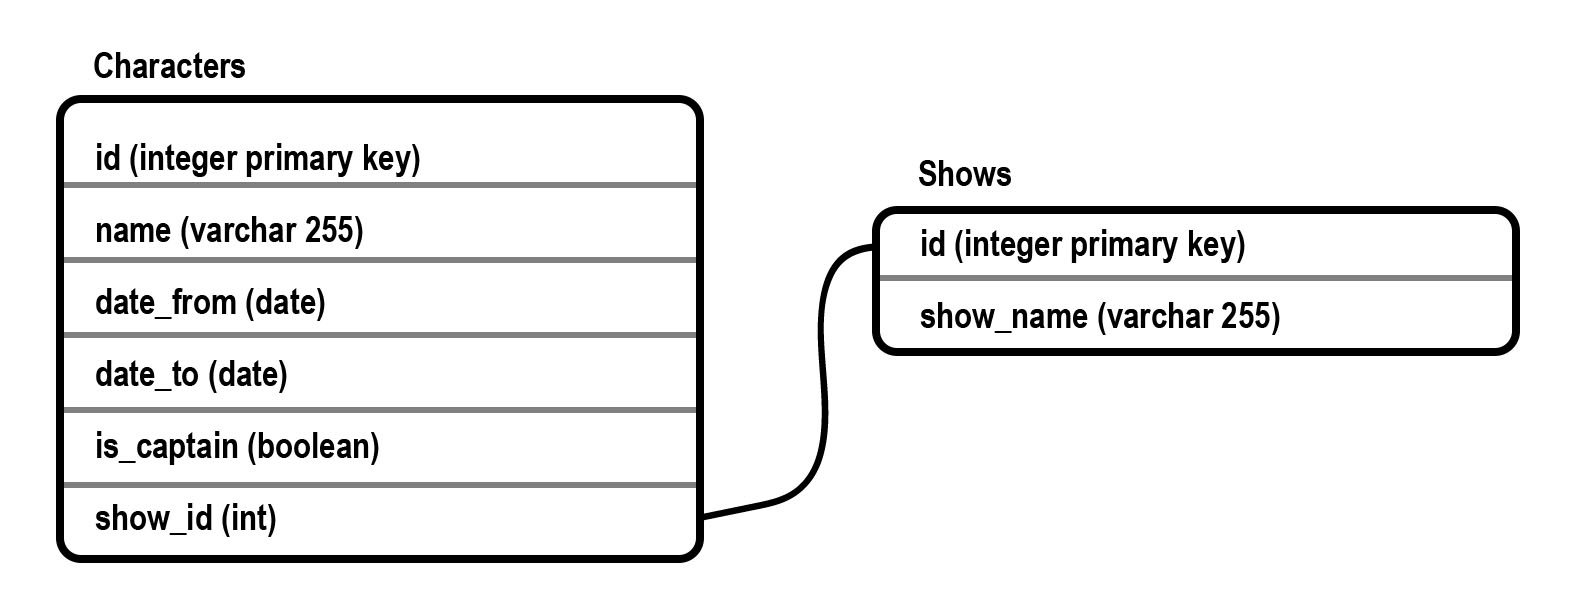 Characters
id (integer primary key)
name (varchar 255)
date_from (date)
date_to (date)
is_captain (boolean)
show_id (int)
Shows
id (integer primary key)
show_name (varchar 255)